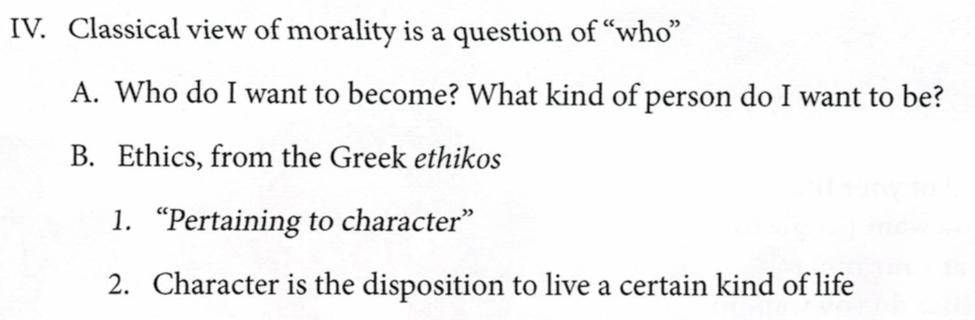 IV. Classical view of morality is a question of “who”
A. Who do I want to become? What kind of person do I want to be?
B. Ethics, from the Greek ethikos
1. “Pertaining to character”
2. Character is the disposition to live a certain kind of life